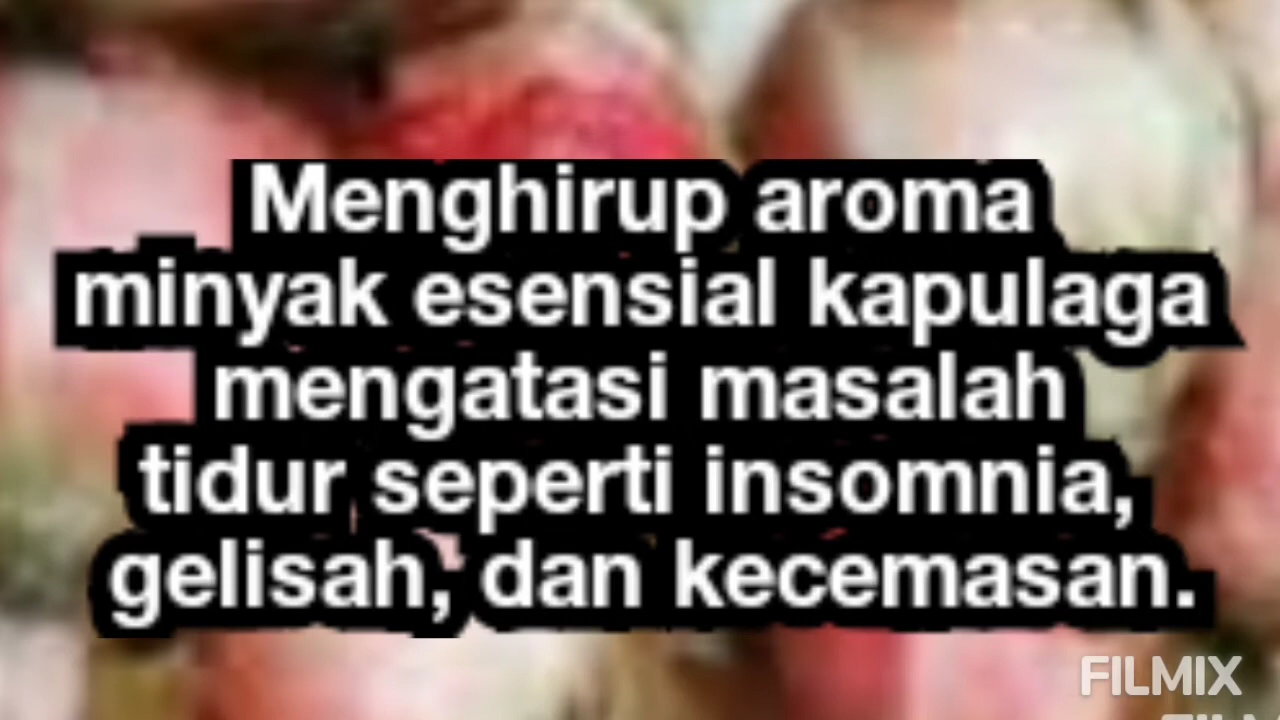 Menghirup aroma
minyak esensial kapulaga
mengatasi masalah
tidur seperti insomnia,
gelisah, dan kecemasan.
FILMIX